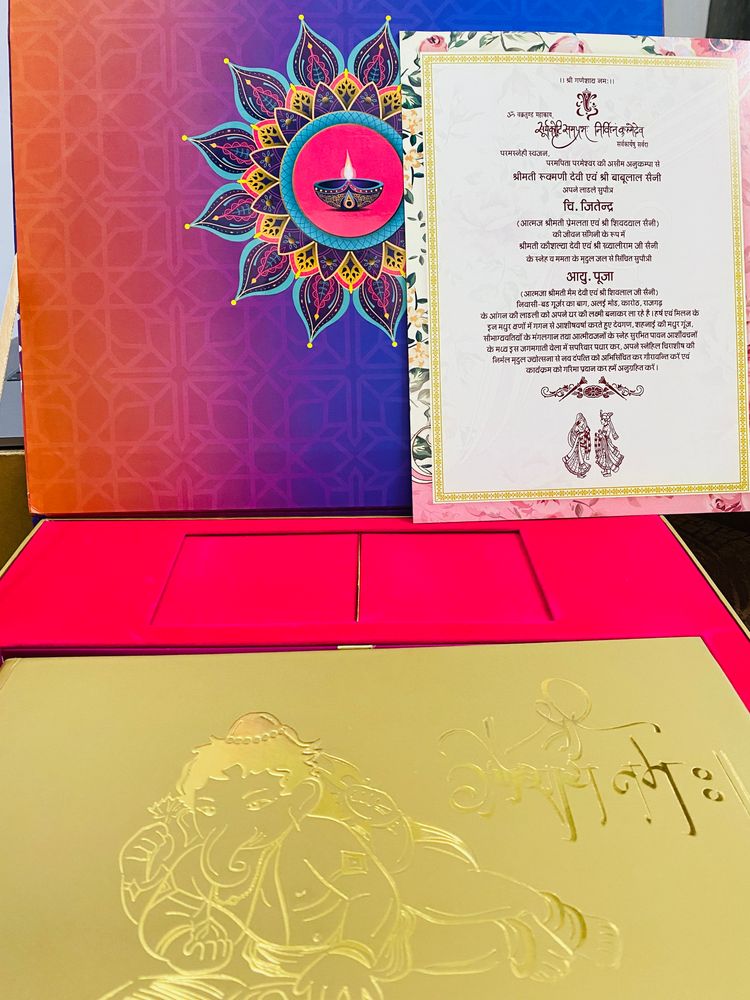 ।। श्री गणेशाय नमः ।।
ॐ वक्रतुण्ड महाकाय,
सूर्यकोटि समप्रभ निर्विघ्नं कुरूमेदेव
सर्वकार्येषु सर्वदा
परमस्नेही स्वजन,
परमपिता परमेश्वर की असीम अनुकम्पा से
श्रीमती रूक्मणी देवी एवं श्री बाबूलाल सैनी
अपने लाडले सुपौत्र
चि. जितेन्द्र
(आत्मज श्रीमती प्रेमलता एवं श्री शिवदयाल सैनी)
की जीवन संगिनी के रूप में
श्रीमती कौशल्या देवी एवं श्री ख्यालीराम जी सैनी
के स्नेह व ममता के मृदुल जल से सिंचित सुपौत्री
आयु. पूजा
(आत्मजा श्रीमती मैम देवी एवं श्री शिवलाल जी सैनी)
निवासी-बड गूर्जर का बाग, अलई मोड, कारोठ, राजगढ़
के आंगन की लाडली को अपने घर की लक्ष्मी बनाकर ला रहे है। हर्ष एवं मिलन के
इन मधुर क्षणों में गगन से आशीषवर्षा करते हुए देवगण, शहनाई की मधुर गूंज,
सौभाग्यवतियों के मंगलगान तथा आत्मीयजनों के स्नेह सुरभित पावन आर्शीवचनों
के मध्य इस जगमगाती वेला में सपरिवार पधार कर, अपने स्नेहिल चिराशीष की
निर्मल मृदुल ज्योत्सना से नव दंपत्ति को अभिसिंचित कर गौरान्वित करें एवं
कार्यक्रम को गरिमा प्रदान कर हमें अनुग्रहित करें।
श्री
गणेशाय नमः ॥